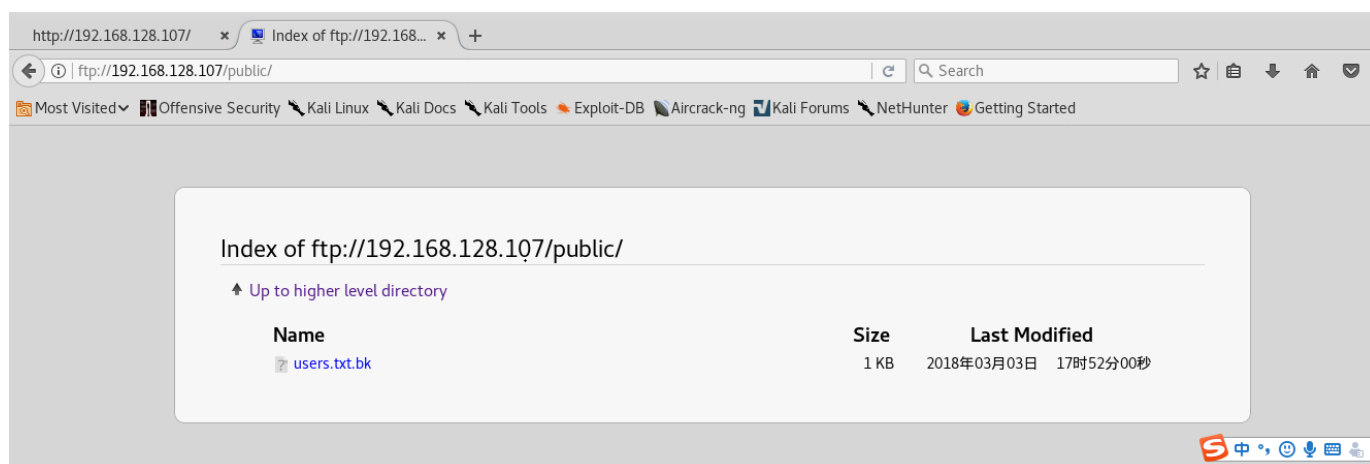 http://192.168.128.107/ × Index of ftp://192.168... × +
ftp://192.168.128.107/public/ Search
Most Visited Offensive Security Kali Linux Kali Docs Kali Tools Exploit-DB Aircrack-ng Kali Forums NetHunter Getting Started
Index of ftp://192.168.128.107/public/
Up to higher level directory
Name Size Last Modified
users.txt.bk 1 KB 2018年03月03日 17时52分00秒
S 中 °,